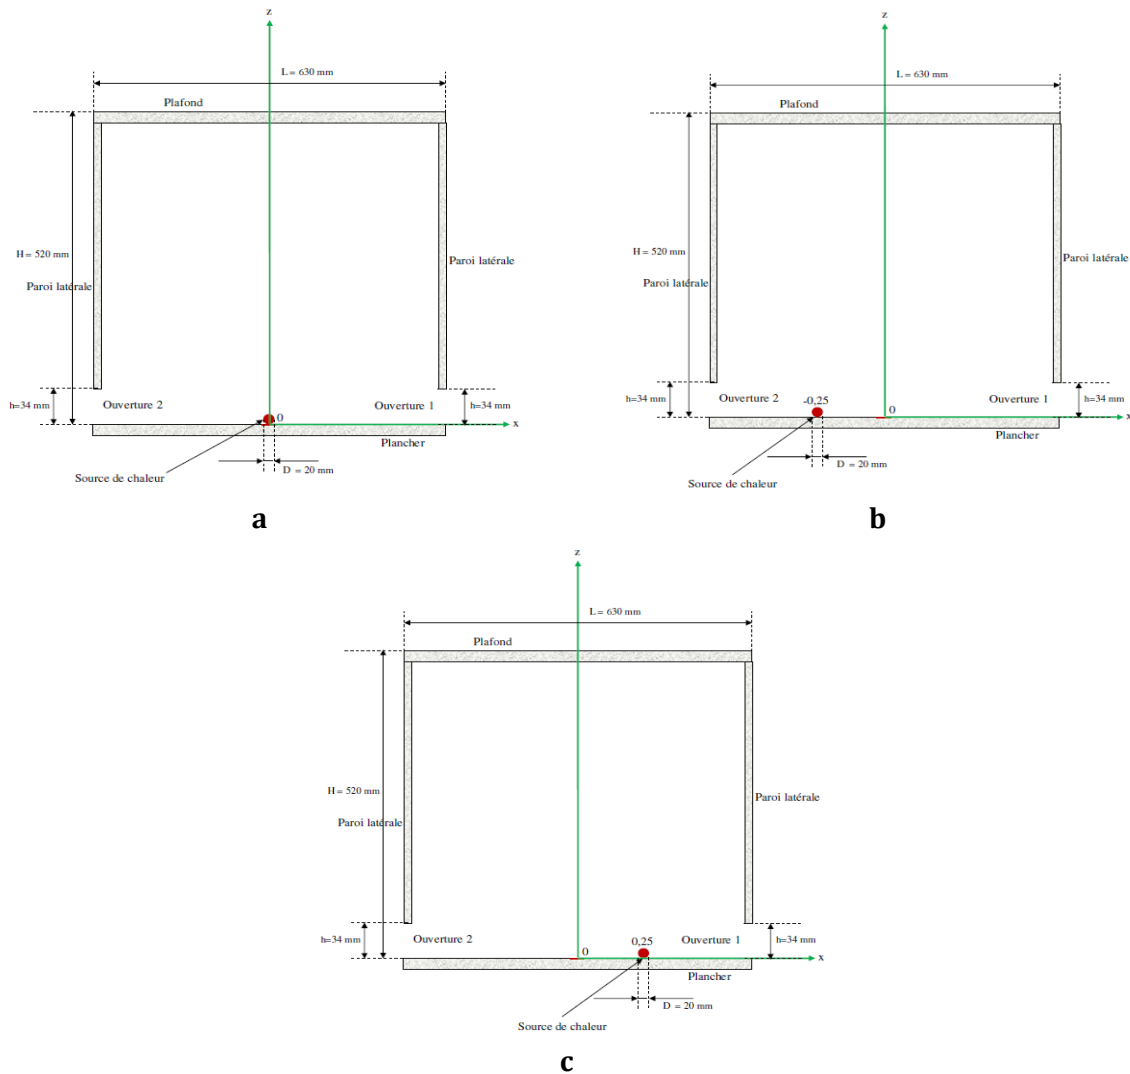 z
L = 630 mm
Plafond
H = 520 mm
Paroi latérale
Paroi latérale
h=34 mm
Ouverture 2
0
Ouverture 1
h=34 mm
x
Plancher
D = 20 mm
Source de chaleur
a
z
L = 630 mm
Plafond
H = 520 mm
Paroi latérale
Paroi latérale
h=34 mm
Ouverture 2
-0,25
0
Ouverture 1
h=34 mm
x
Plancher
D = 20 mm
Source de chaleur
b
z
L = 630 mm
Plafond
H = 520 mm
Paroi latérale
Paroi latérale
h=34 mm
Ouverture 2
0
0,25
Ouverture 1
h=34 mm
x
Plancher
D = 20 mm
Source de chaleur
c